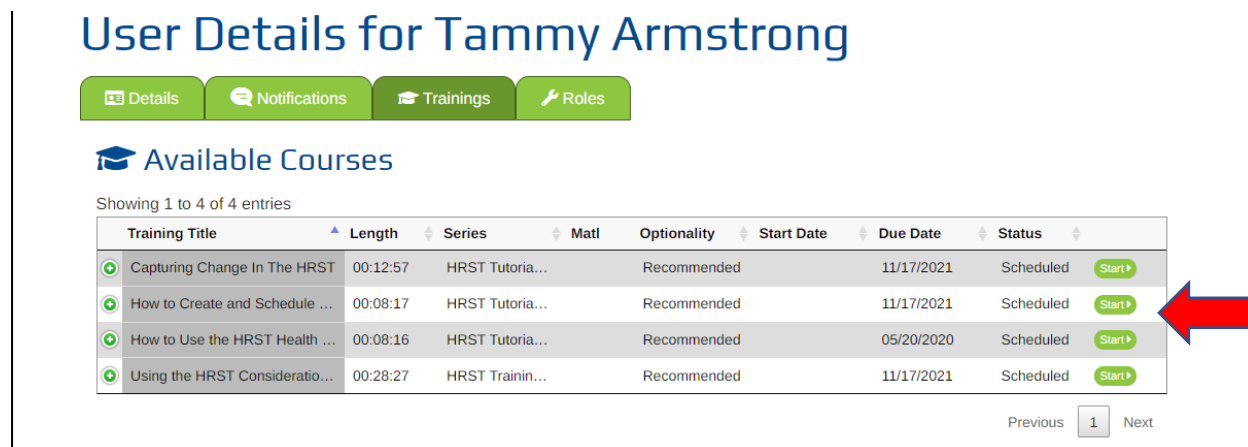 User Details for Tammy Armstrong
Details Notifications Trainings Roles
Available Courses
Showing 1 to 4 of 4 entries
Training Title Length Series Matl Optionality Start Date Due Date Status
Capturing Change In The HRST 00:12:57 HRST Tutoria... Recommended 11/17/2021 Scheduled Start
How to Create and Schedule ... 00:08:17 HRST Tutoria... Recommended 11/17/2021 Scheduled Start
How to Use the HRST Health ... 00:08:16 HRST Tutoria... Recommended 05/20/2020 Scheduled Start
Using the HRST Consideratio... 00:28:27 HRST Trainin... Recommended 11/17/2021 Scheduled Start
Previous 1 Next